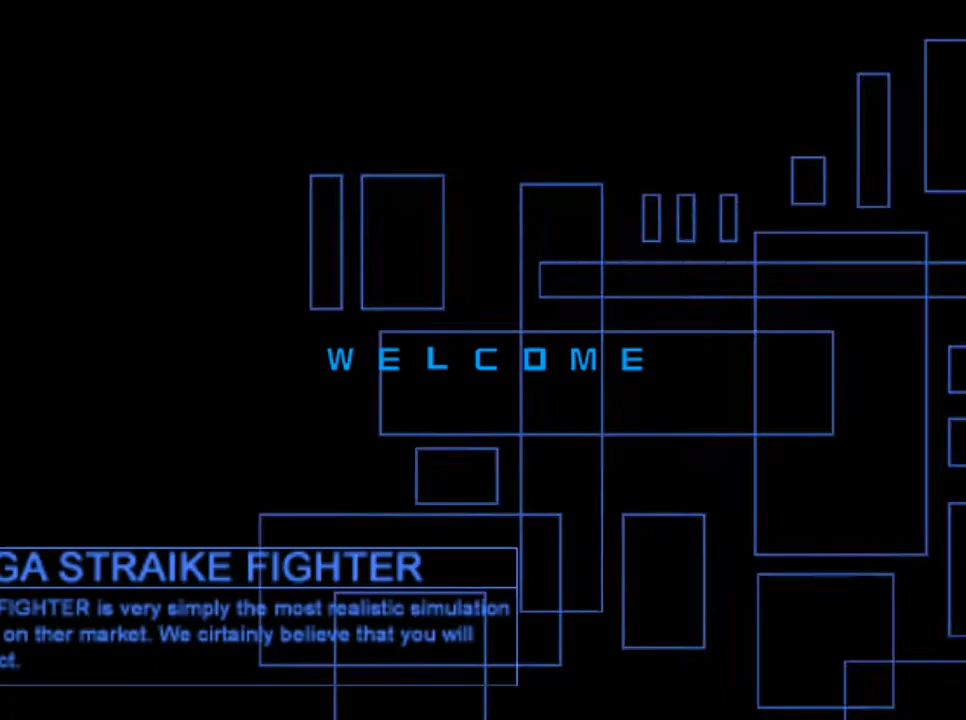 W E L C O M E
GA STRAIKE FIGHTER
FIGHTER is very simply the most realistic simulation
on ther market. We cirtainly believe that you will
ct.